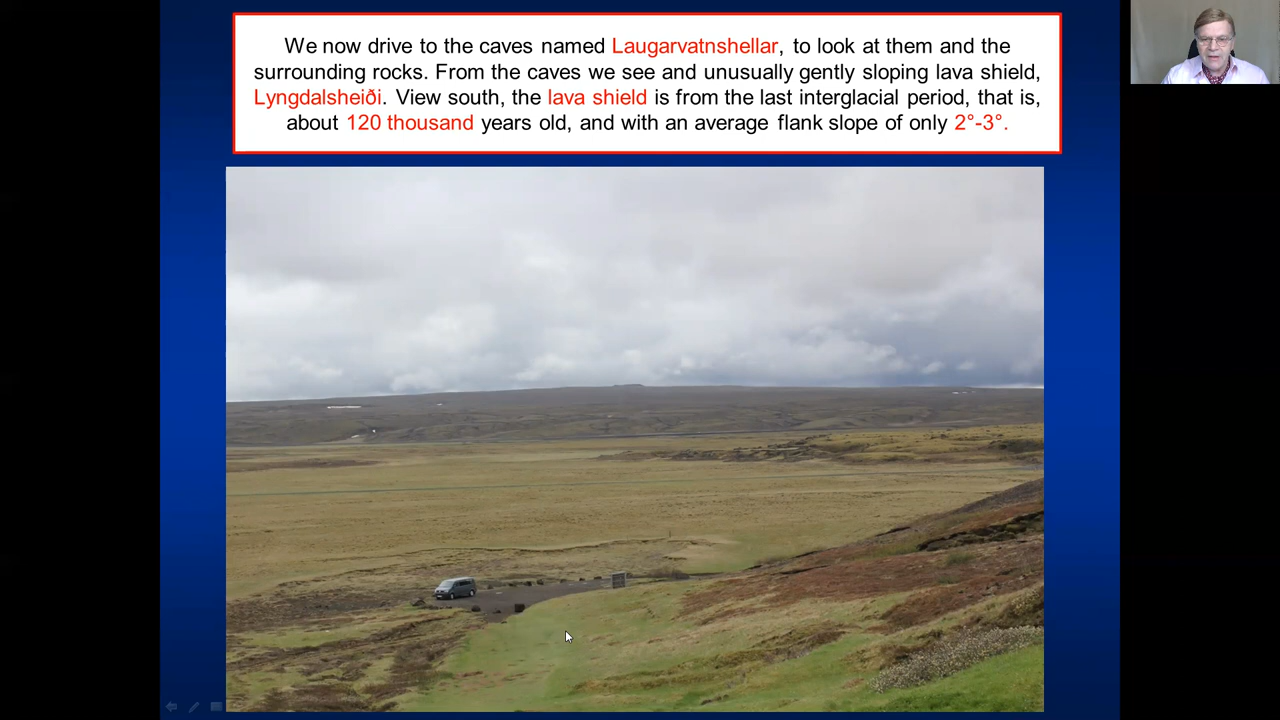 We now drive to the caves named Laugarvatnshellar, to look at them and the
surrounding rocks. From the caves we see and unusually gently sloping lava shield,
Lyngdalsheiði. View south, the lava shield is from the last interglacial period, that is,
about 120 thousand years old, and with an average flank slope of only 2°-3°.